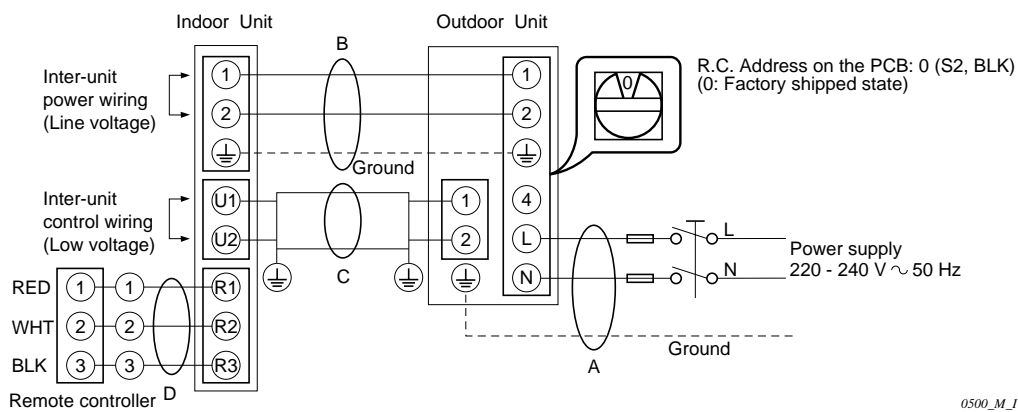 Indoor Unit
Outdoor Unit
B
R.C. Address on the PCB: 0 (S2, BLK)
(0: Factory shipped state)
0
Inter-unit
power wiring
(Line voltage)
1
2
1
2
Ground
Inter-unit
control wiring
(Low voltage)
U1
U2
C
1
2
4
L
N
L
N
Power supply
220 - 240 V ~ 50 Hz
A
Ground
RED
1
1
R1
WHT
2
2
R2
BLK
3
3
R3
Remote controller
D
0500_M_I